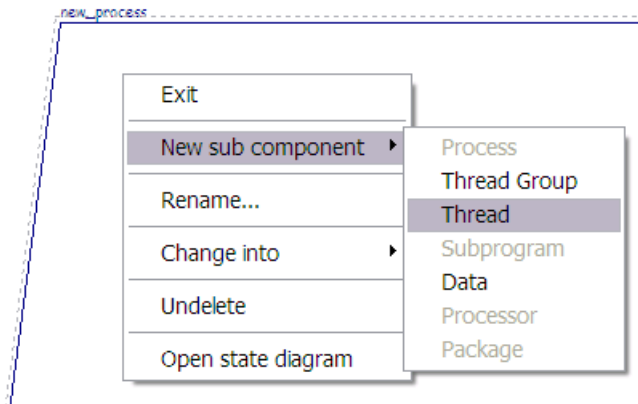 new_process
Exit
New sub component
Rename...
Change into
Undelete
Open state diagram
Process
Thread Group
Thread
Subprogram
Data
Processor
Package